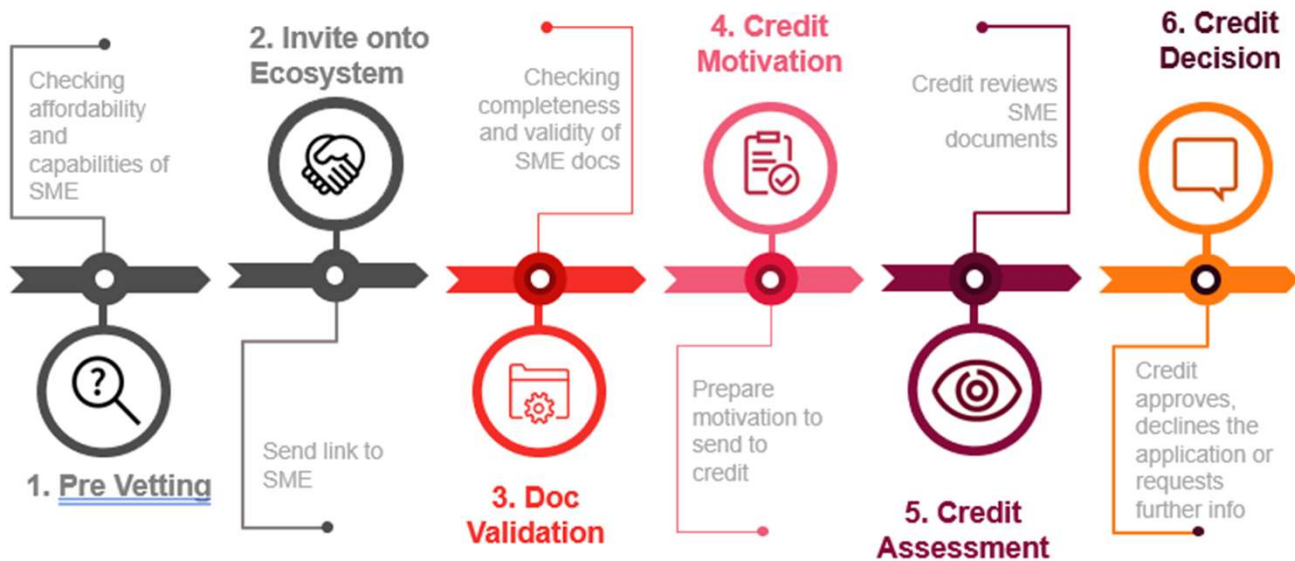 1. Pre Vetting
Checking
affordability
and
capabilities of
SME
2. Invite onto
Ecosystem
Send link to
SME
3. Doc
Validation
Checking
completeness
and validity of
SME docs
4. Credit
Motivation
Prepare
motivation to
send to
credit
5. Credit
Assessment
Credit reviews
SME
documents
6. Credit
Decision
Credit
approves,
declines the
application or
requests
further info
?